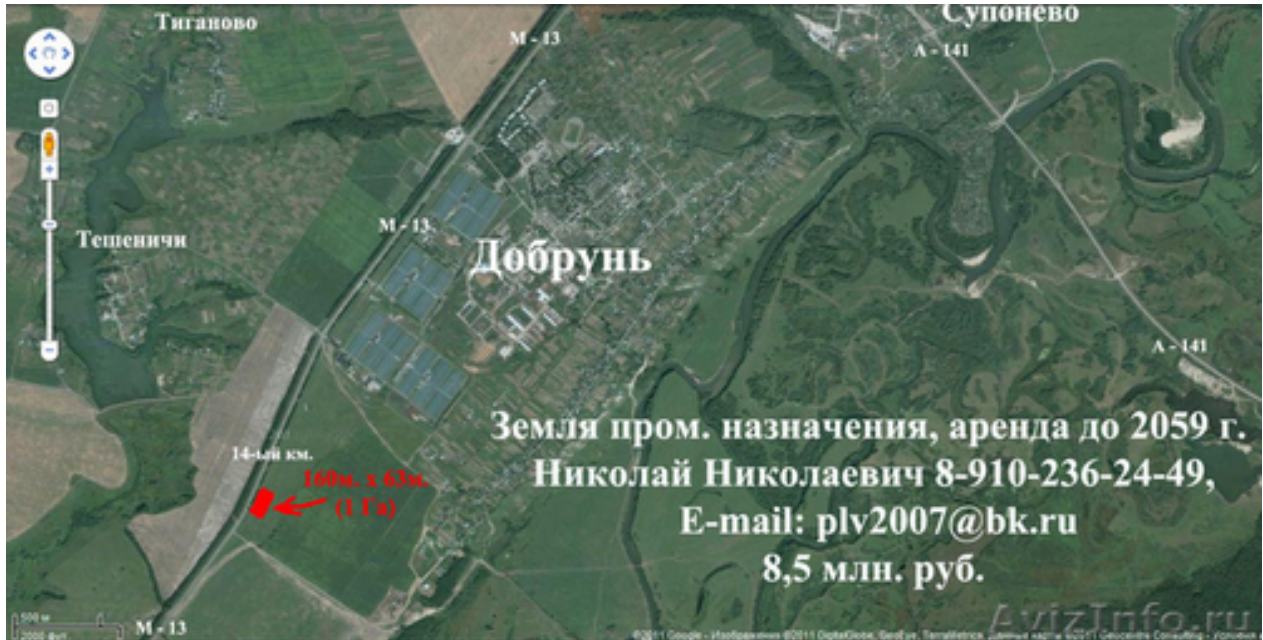 Тиганово
М - 13
Супонево
А - 141
М - 13
Тешеничи
Добрунь
А - 141
14-ый км.
160м. х 63м.
(1 Га)
Земля пром. назначения, аренда до 2059 г.
Николай Николаевич 8-910-236-24-49,
E-mail: plv2007@bk.ru
8,5 млн. руб.
500 м
2000 фут.
М - 13
AvizInfo.ru